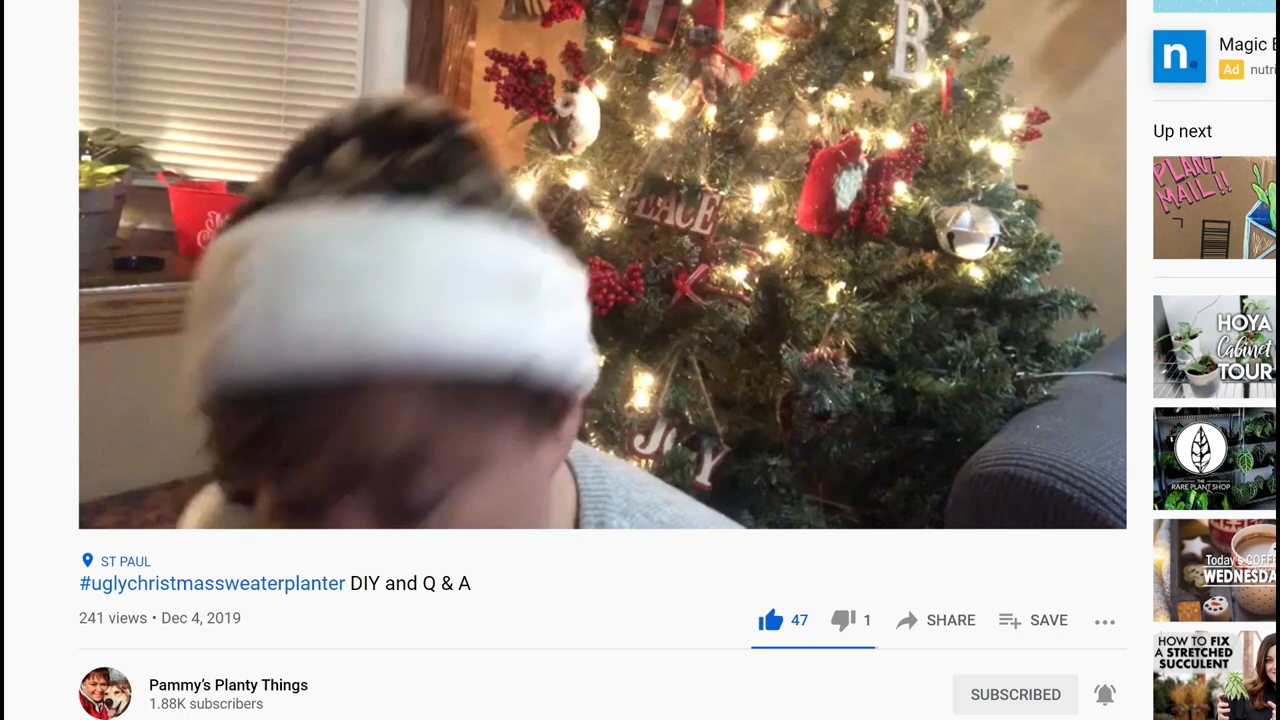 B
PEACE
JOY
n.
Ad
Up next
PLANT
MAIL!!
HOYA
Cabinet
TOUR
THE
RARE PLANT SHOP
Today's COFFE
WEDNESDA
HOW TO FIX
A STRETCHED
SUCCULENT
ST PAUL
#uglychristmassweaterplanter DIY and Q & A
241 views • Dec 4, 2019
47
1
SHARE
SAVE
Pammy's Planty Things
1.88K subscribers
SUBSCRIBED